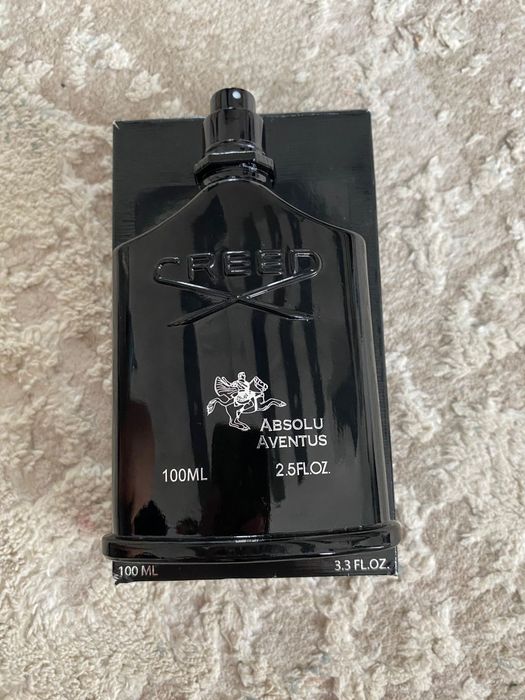 CREED
ABSOLU
AVENTUS
100ML 2.5FL.OZ.
100 ML 3.3 FL.OZ.